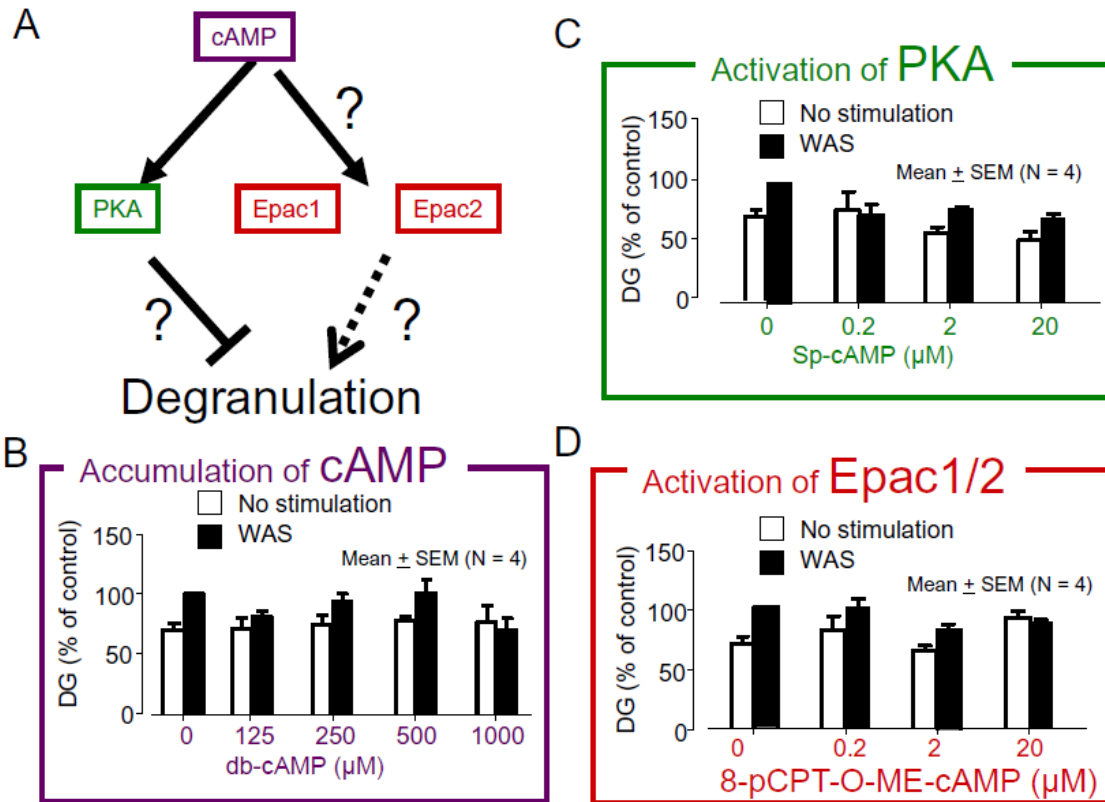 A
cAMP
?
PKA
Epac1
Epac2
?
?
Degranulation
B
Accumulation of cAMP
No stimulation
WAS
Mean ± SEM (N = 4)
DG (% of control)
150
100
50
0
0 125 250 500 1000
db-cAMP (µM)
C
Activation of PKA
No stimulation
WAS
Mean ± SEM (N = 4)
DG (% of control)
150
100
50
0
0 0.2 2 20
Sp-cAMP (µM)
D
Activation of Epac1/2
No stimulation
WAS
Mean ± SEM (N = 4)
DG (% of control)
150
100
50
0
0 0.2 2 20
8-pCPT-O-ME-cAMP (µM)